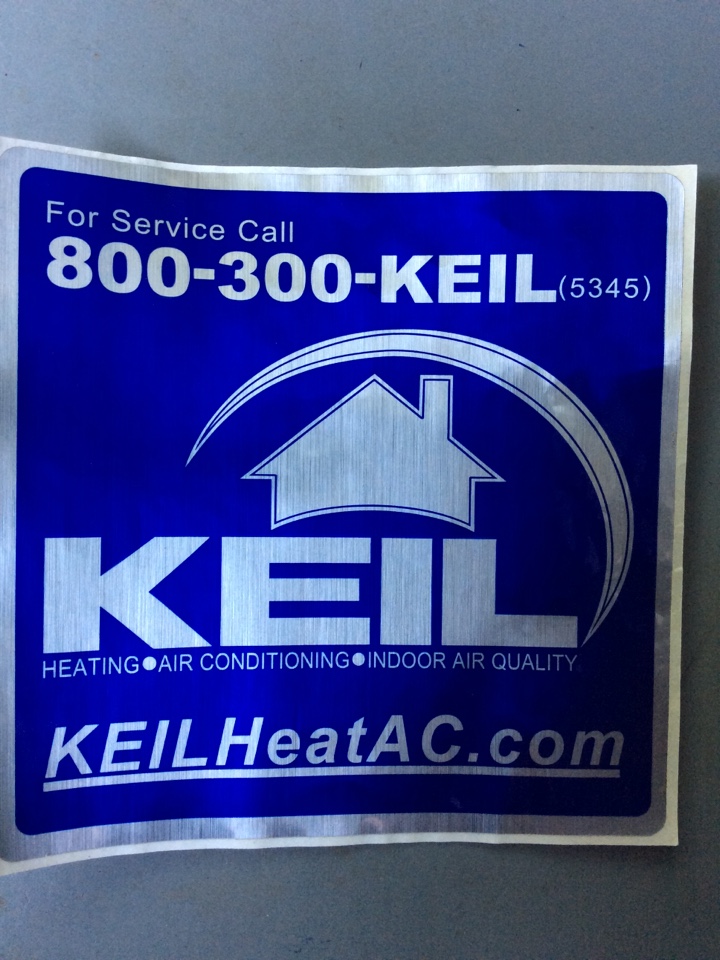 For Service Call
800-300-KEIL(5345)
KEIL
HEATING•AIR CONDITIONING•INDOOR AIR QUALITY
KEILHeatAC.com